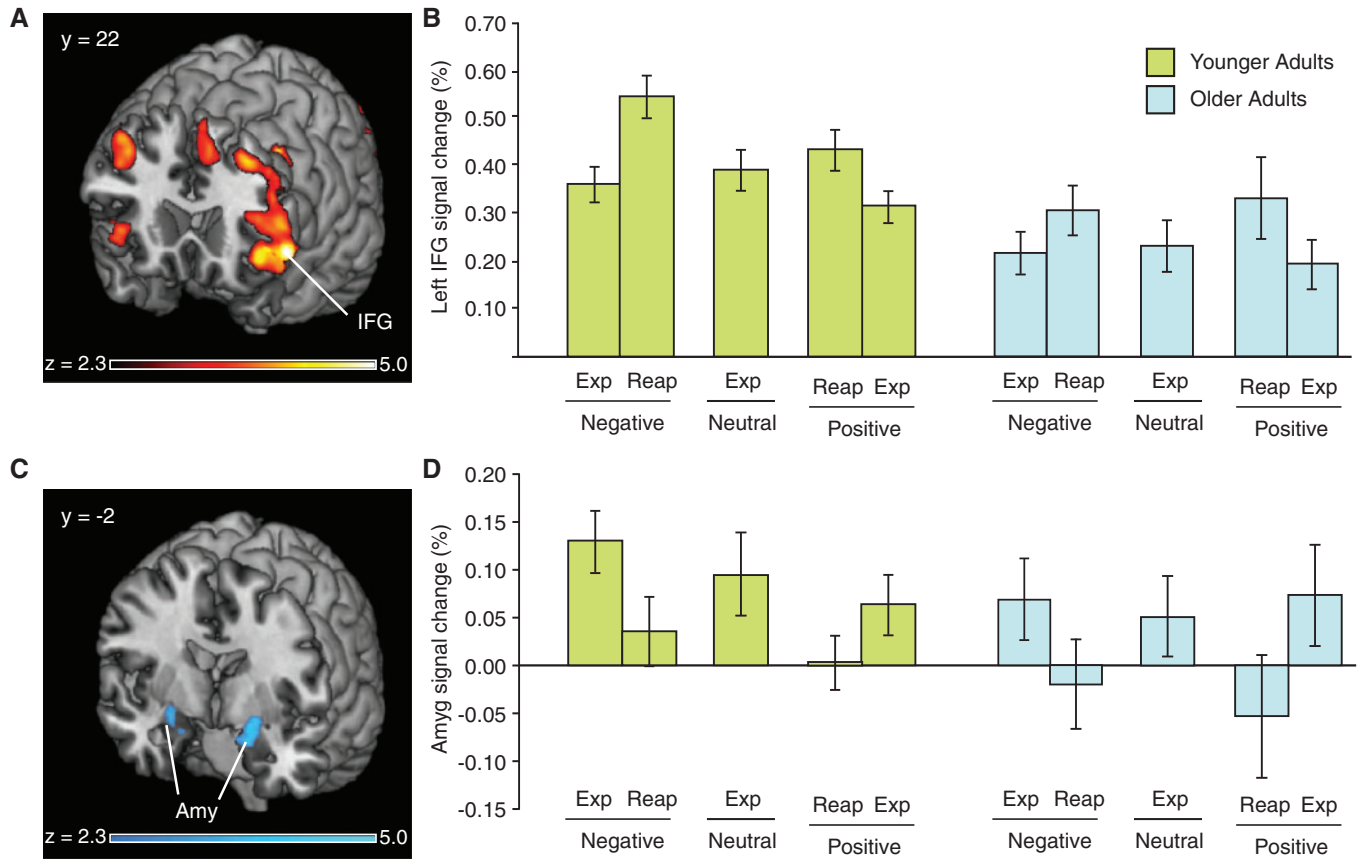 A
y = 22
IFG
z = 2.3 5.0
B
0.70
0.60
0.50
0.40
0.30
0.20
0.10
Left IFG signal change (%)
Younger Adults
Older Adults
Exp Reap Exp Reap Exp Exp Reap Exp Reap Exp
Negative Neutral Positive Negative Neutral Positive
C
y = -2
Amy
z = 2.3 5.0
D
0.20
0.15
0.10
0.05
0.00
-0.05
-0.10
-0.15
Amyg signal change (%)
Exp Reap Exp Reap Exp Exp Reap Exp Reap Exp
Negative Neutral Positive Negative Neutral Positive